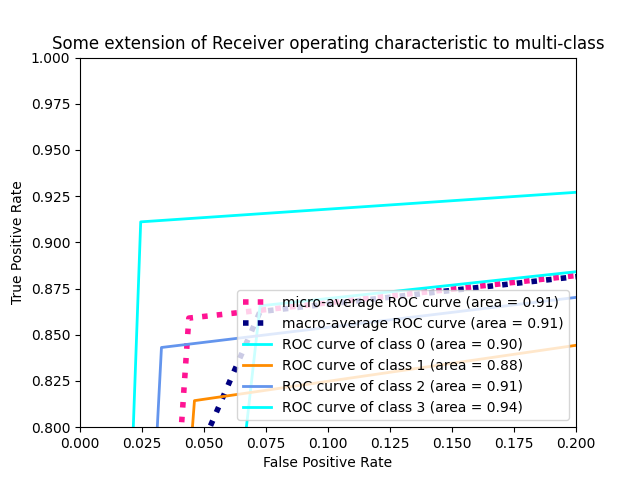 Some extension of Receiver operating characteristic to multi-class
1.000
0.975
0.950
0.925
0.900
0.875
0.850
0.825
0.800
True Positive Rate
micro-average ROC curve (area = 0.91)
macro-average ROC curve (area = 0.91)
ROC curve of class 0 (area = 0.90)
ROC curve of class 1 (area = 0.88)
ROC curve of class 2 (area = 0.91)
ROC curve of class 3 (area = 0.94)
0.000 0.025 0.050 0.075 0.100 0.125 0.150 0.175 0.200
False Positive Rate